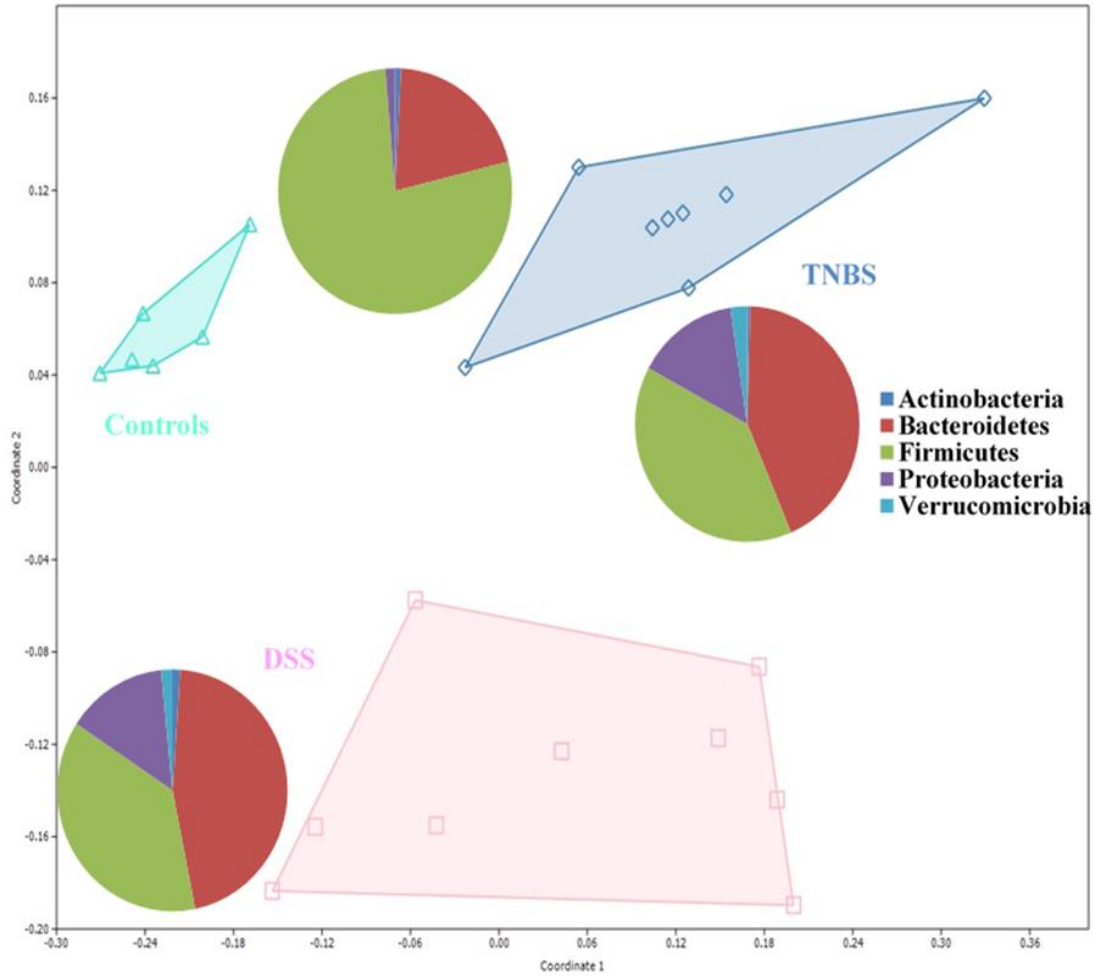 0.16
0.12
TNBS
0.08
Actinobacteria
0.04
Bacteroidetes
Controls
Firmicutes
Proteobacteria
0.00
Verrucomicrobia
Coordinate 2
-0.04
-0.08
DSS
-0.12
-0.16
-0.20
-0.30 -0.24 -0.18 -0.12 -0.06 0.00 0.06 0.12 0.18 0.24 0.30 0.36
Coordinate 1